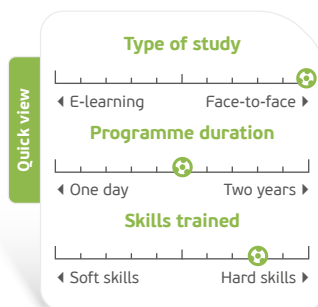 Quick view
Type of study
E-learning Face-to-face
Programme duration
One day Two years
Skills trained
Soft skills Hard skills